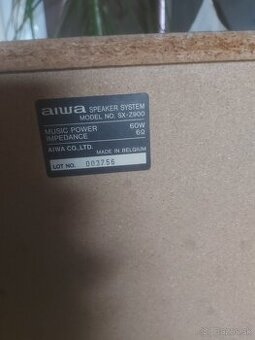 aiwa SPEAKER SYSTEM
MODEL NO. SX-Z900
MUSIC POWER 60W
IMPEDANCE 6Ω
AIWA CO., LTD. MADE IN BELGIUM
LOT NO. 003756